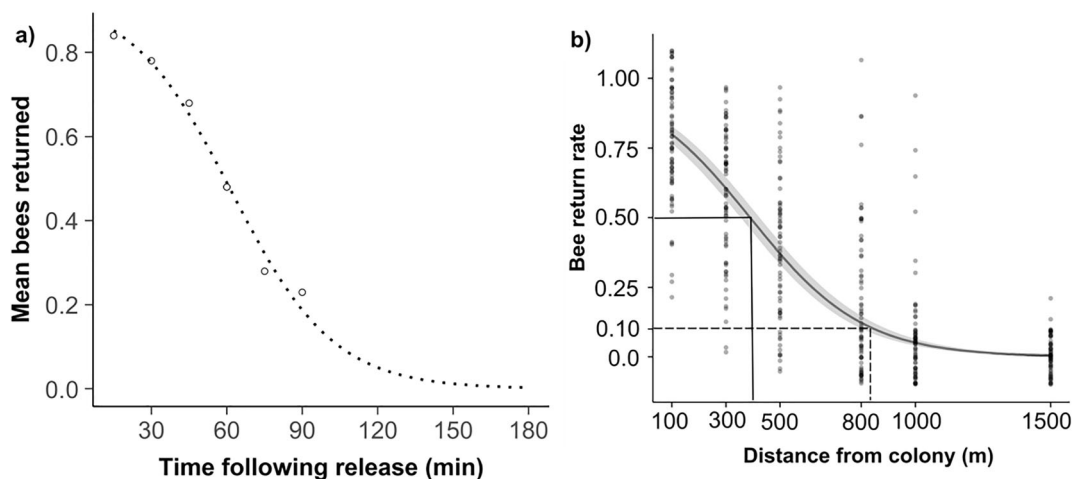 a)
Mean bees returned
0.8
0.6
0.4
0.2
0.0
30 60 90 120 150 180
Time following release (min)
b)
Bee return rate
1.00
0.75
0.50
0.25
0.10
0.0
100 300 500 800 1000 1500
Distance from colony (m)